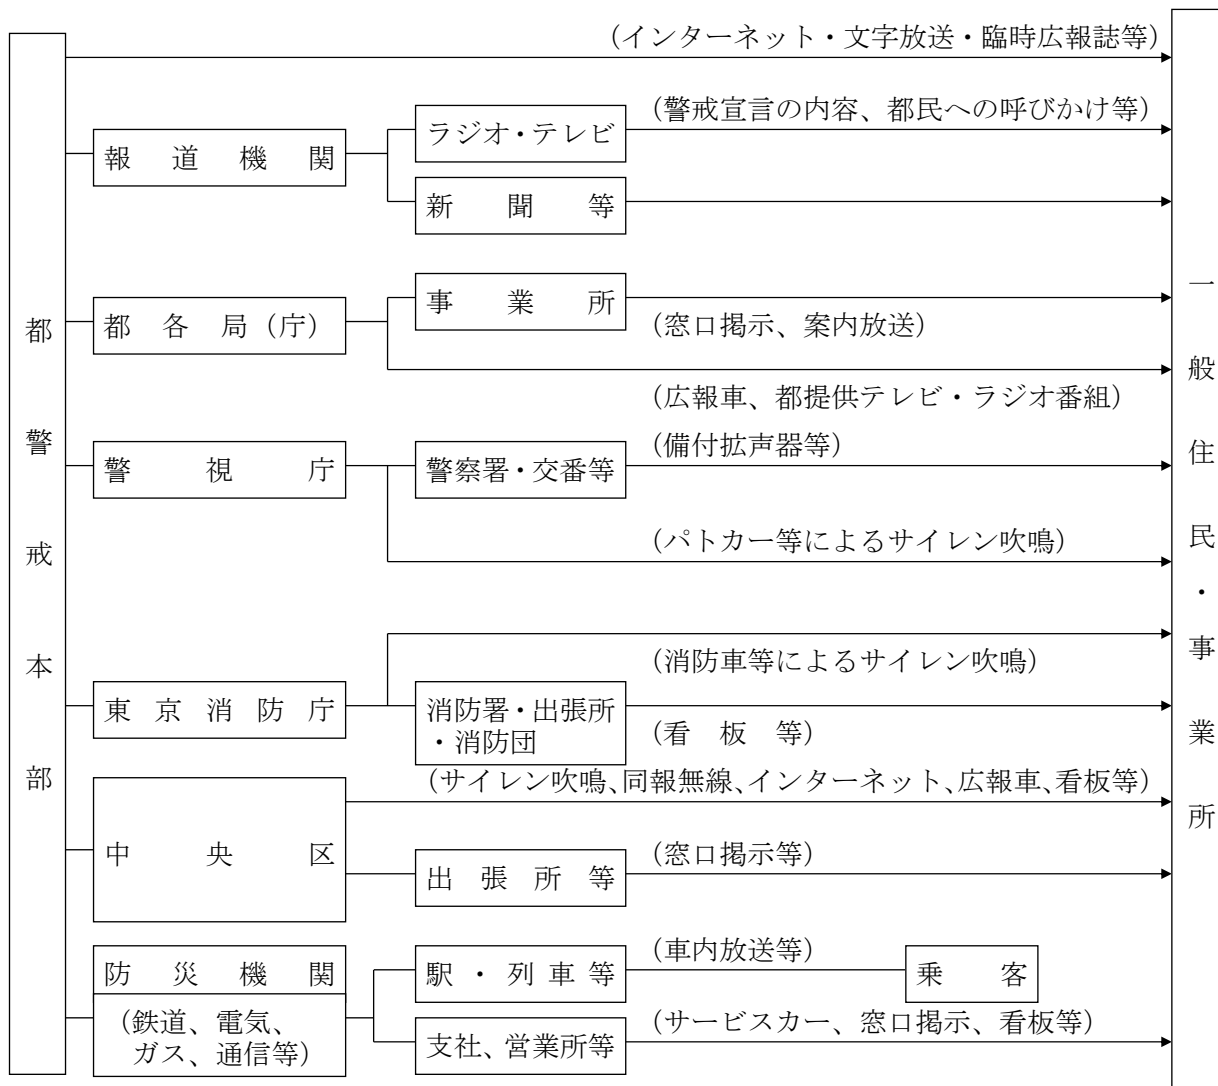 都警戒本部
(インターネット・文字放送・臨時広報誌等)
報道機関
ラジオ・テレビ
(警戒宣言の内容、都民への呼びかけ等)
新聞等
都各局(庁)
事業所
(窓口掲示、案内放送)
(広報車、都提供テレビ・ラジオ番組)
警視庁
警察署・交番等
(備付拡声器等)
(パトカー等によるサイレン吹鳴)
(消防車等によるサイレン吹鳴)
東京消防庁
消防署・出張所
・消防団
(看板等)
(サイレン吹鳴、同報無線、インターネット、広報車、看板等)
中央区
出張所等
(窓口掲示等)
防災機関
(鉄道、電気、
ガス、通信等)
駅・列車等
(車内放送等)
乗客
支社、営業所等
(サービスカー、窓口掲示、看板等)
一般住民・事業所